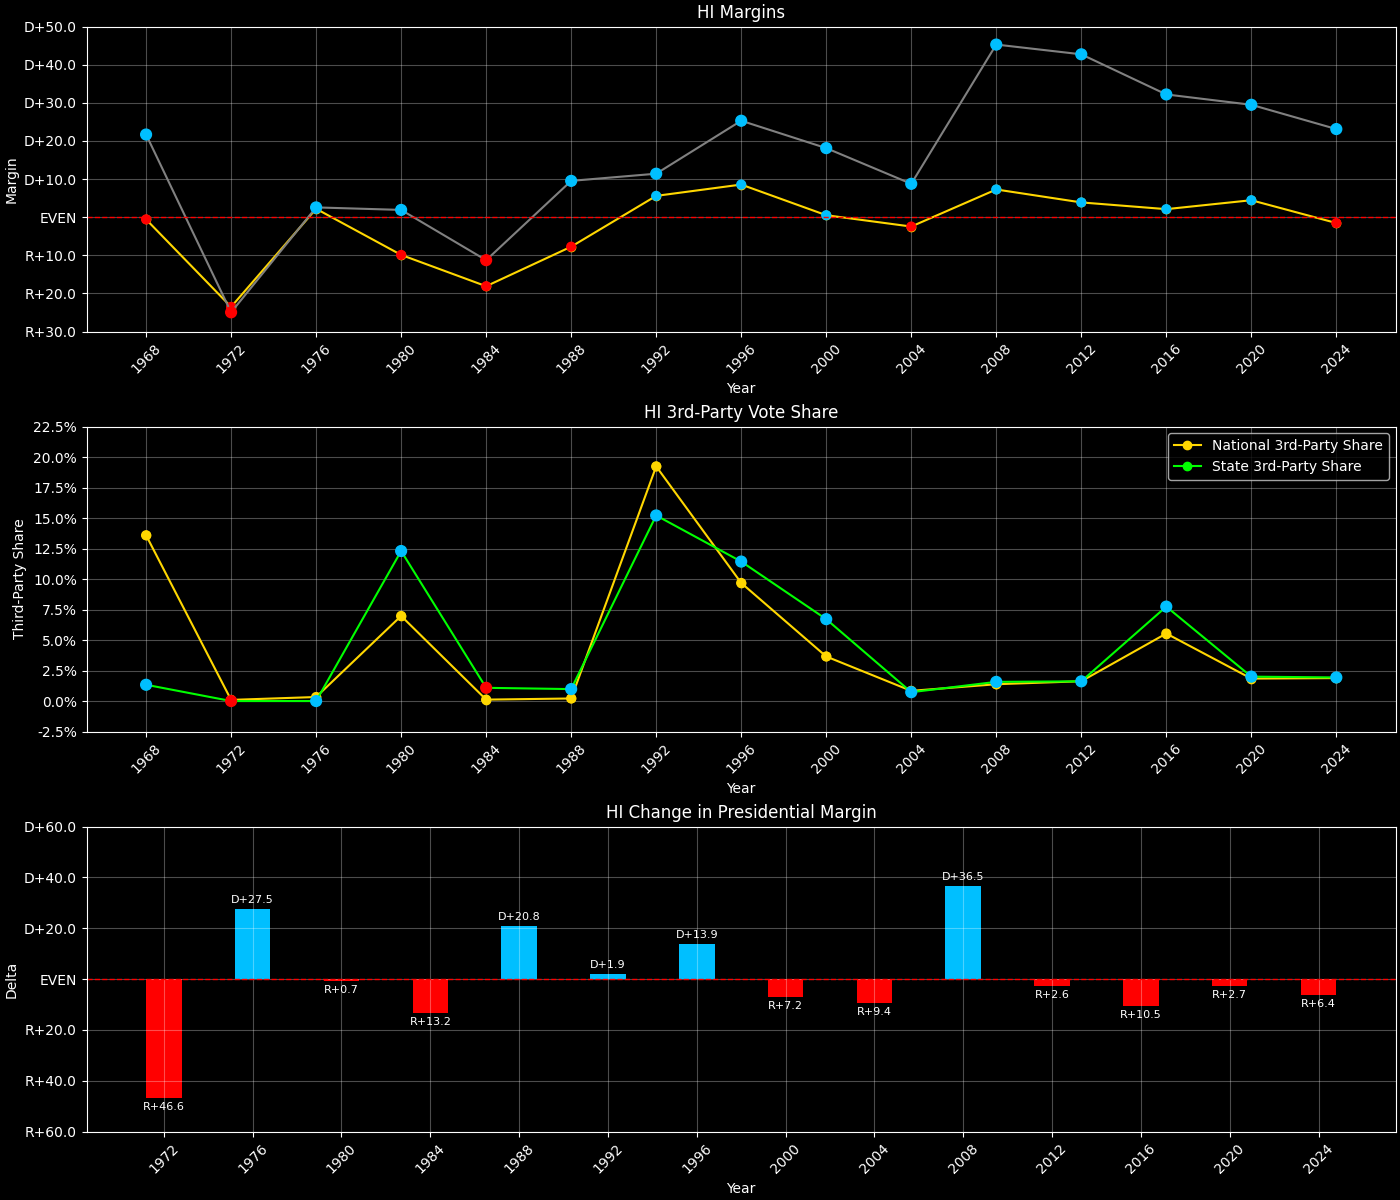 HI Margins
D+50.0
D+40.0
D+30.0
D+20.0
D+10.0
EVEN
R+10.0
R+20.0
R+30.0
Margin
1968 1972 1976 1980 1984 1988 1992 1996 2000 2004 2008 2012 2016 2020 2024
Year
HI 3rd-Party Vote Share
22.5%
20.0%
17.5%
15.0%
12.5%
10.0%
7.5%
5.0%
2.5%
0.0%
-2.5%
Third-Party Share
National 3rd-Party Share
State 3rd-Party Share
1968 1972 1976 1980 1984 1988 1992 1996 2000 2004 2008 2012 2016 2020 2024
Year
HI Change in Presidential Margin
D+60.0
D+40.0
D+20.0
EVEN
R+20.0
R+40.0
R+60.0
Delta
R+46.6
D+27.5
R+0.7
R+13.2
D+20.8
D+1.9
D+13.9
R+7.2
R+9.4
D+36.5
R+2.6
R+10.5
R+2.7
R+6.4
1972 1976 1980 1984 1988 1992 1996 2000 2004 2008 2012 2016 2020 2024
Year